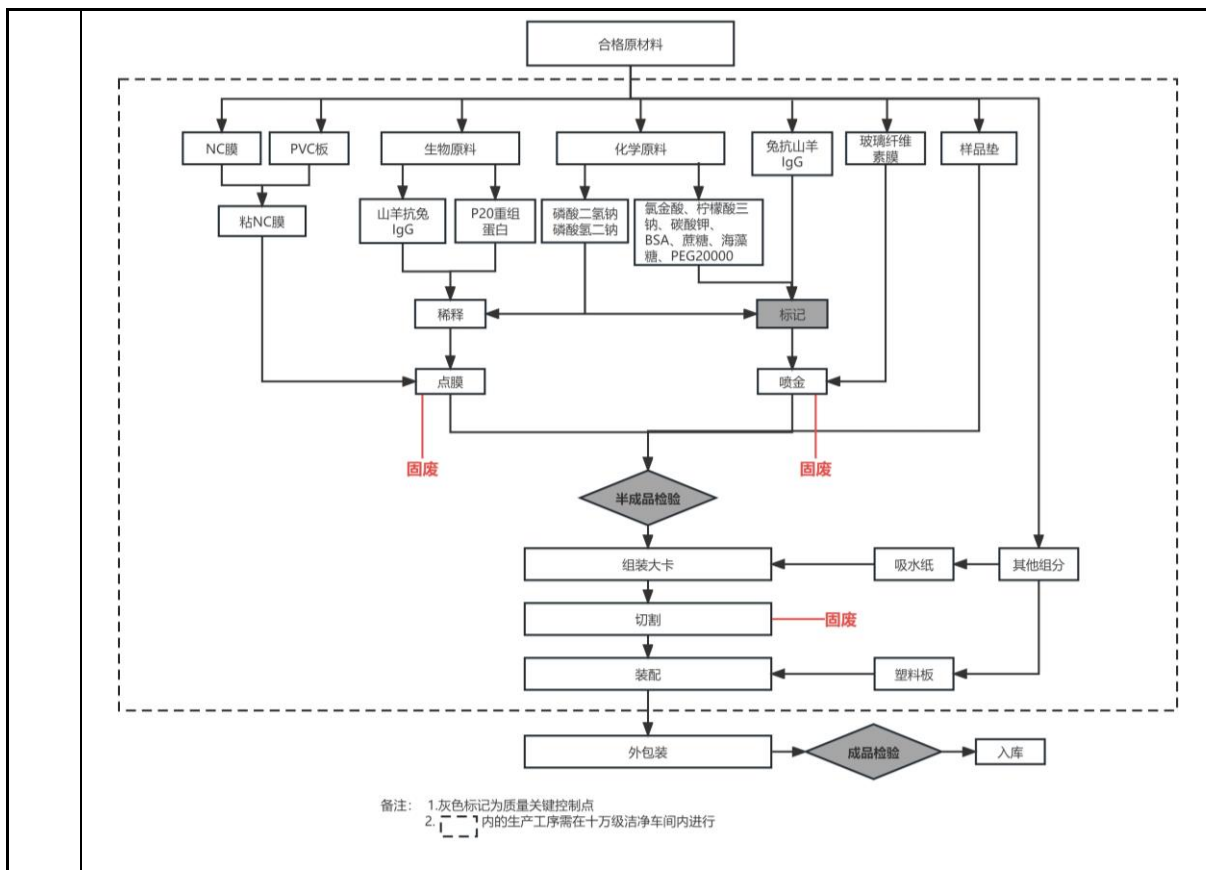 合格原材料
NC膜
PVC板
生物原料
化学原料
兔抗山羊
IgG
玻璃纤维
素膜
样品垫
粘NC膜
山羊抗兔
IgG
P20重组
蛋白
磷酸二氢钠
磷酸氢二钠
氯金酸、柠檬酸三
钠、碳酸钾、
BSA、蔗糖、海藻
糖、PEG20000
稀释
标记
点膜
喷金
固废
固废
半成品检验
组装大卡
吸水纸
其他组分
切割
固废
装配
塑料板
外包装
成品检验
入库
备注： 1.灰色标记为质量关键控制点
2. 内的生产工序需在十万级洁净车间内进行